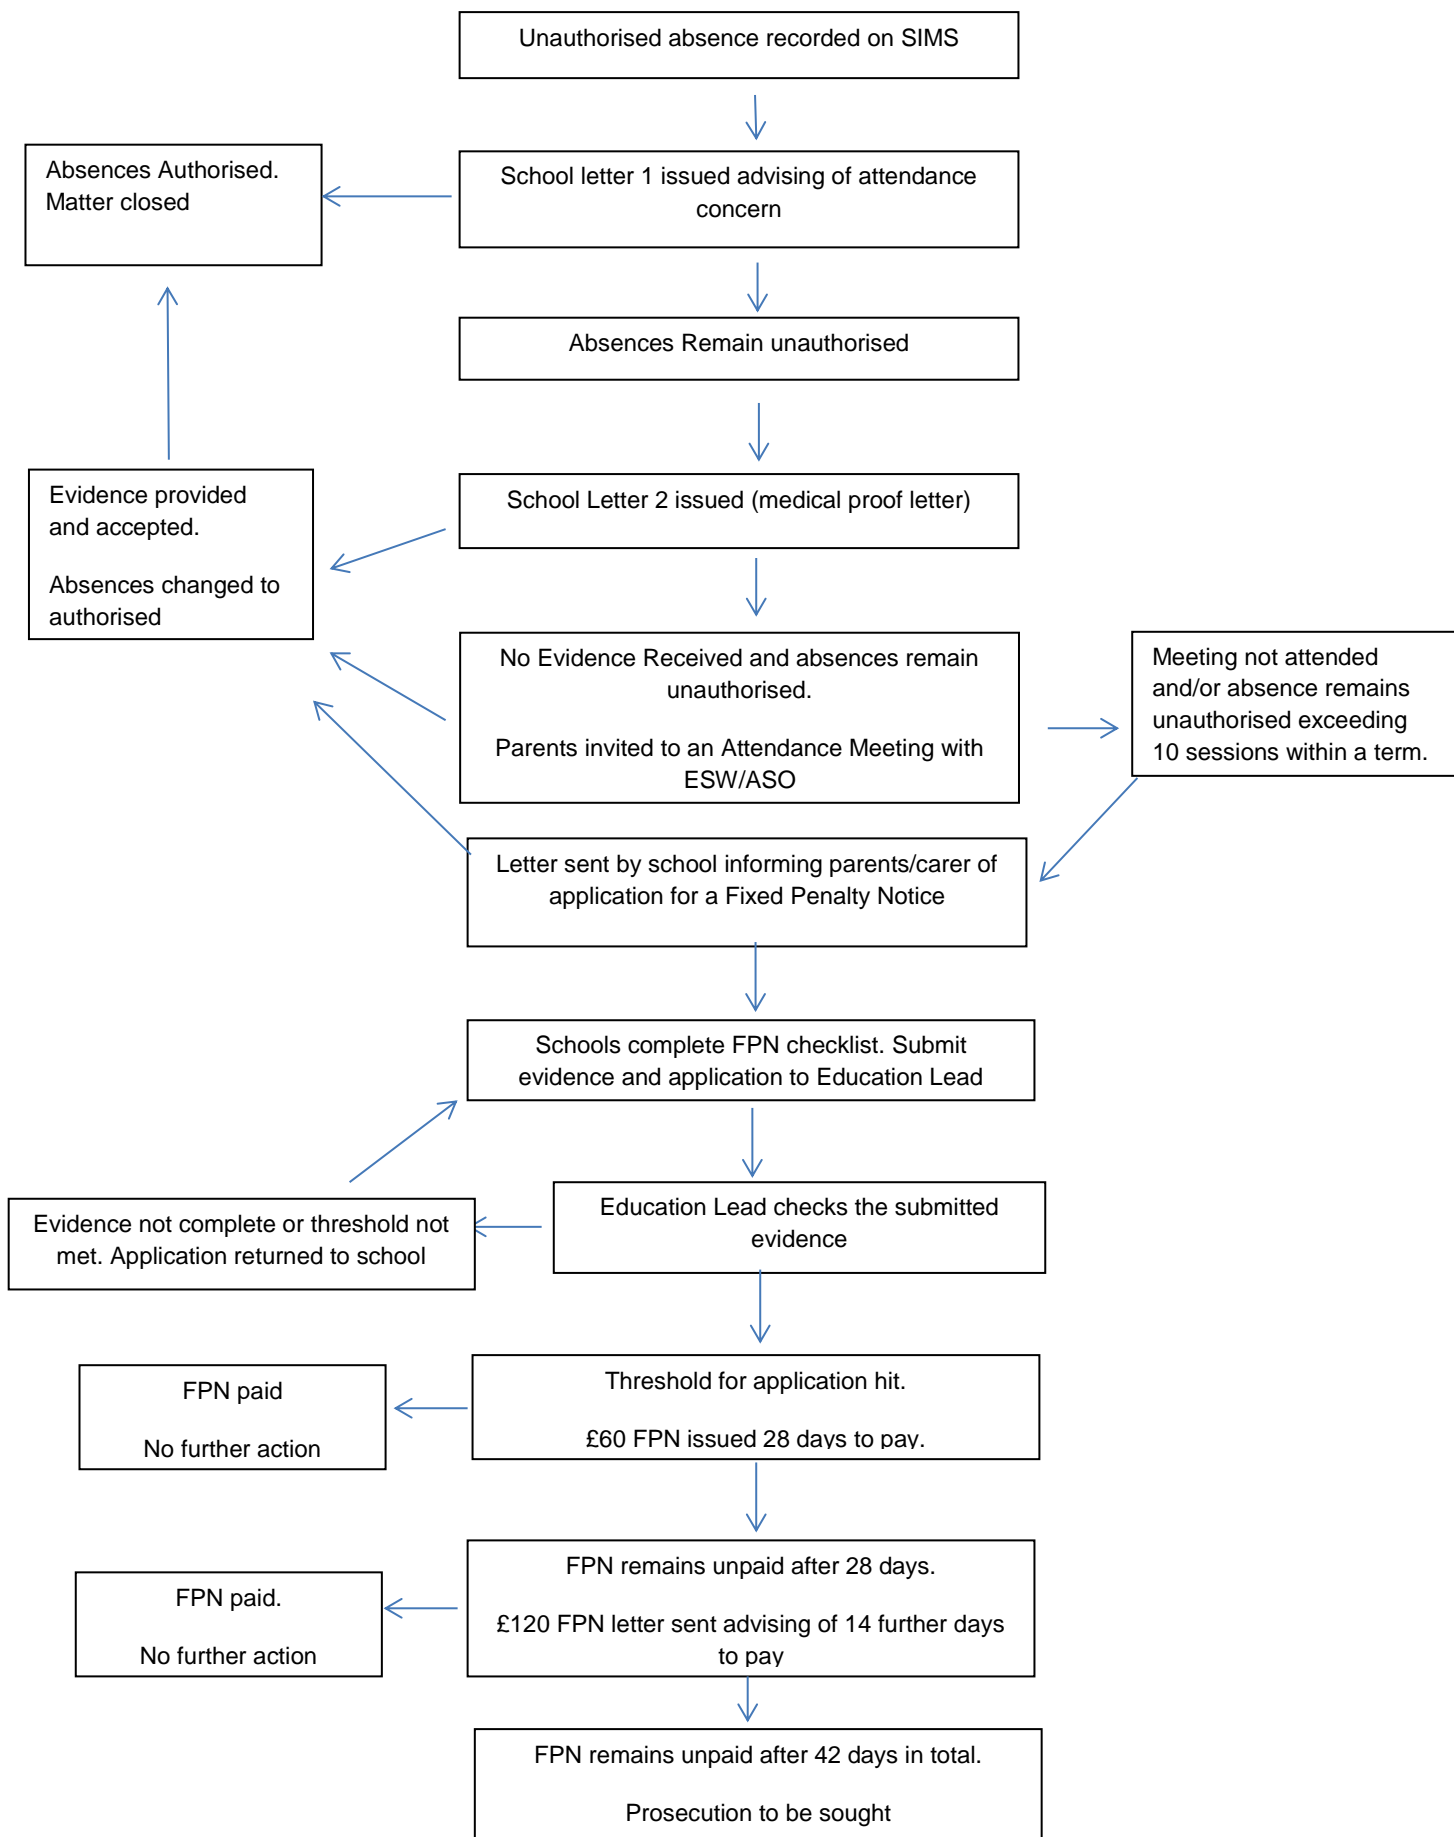 Unauthorised absence recorded on SIMS
Absences Authorised.
Matter closed
School letter 1 issued advising of attendance
concern
Absences Remain unauthorised
Evidence provided
and accepted.
Absences changed to
authorised
School Letter 2 issued (medical proof letter)
No Evidence Received and absences remain
unauthorised.
Parents invited to an Attendance Meeting with
ESW/ASO
Meeting not attended
and/or absence remains
unauthorised exceeding
10 sessions within a term.
Letter sent by school informing parents/carer of
application for a Fixed Penalty Notice
Schools complete FPN checklist. Submit
evidence and application to Education Lead
Education Lead checks the submitted
evidence
Evidence not complete or threshold not
met. Application returned to school
Threshold for application hit.
£60 FPN issued 28 days to pay.
FPN paid
No further action
FPN remains unpaid after 28 days.
£120 FPN letter sent advising of 14 further days
to pay
FPN paid.
No further action
FPN remains unpaid after 42 days in total.
Prosecution to be sought